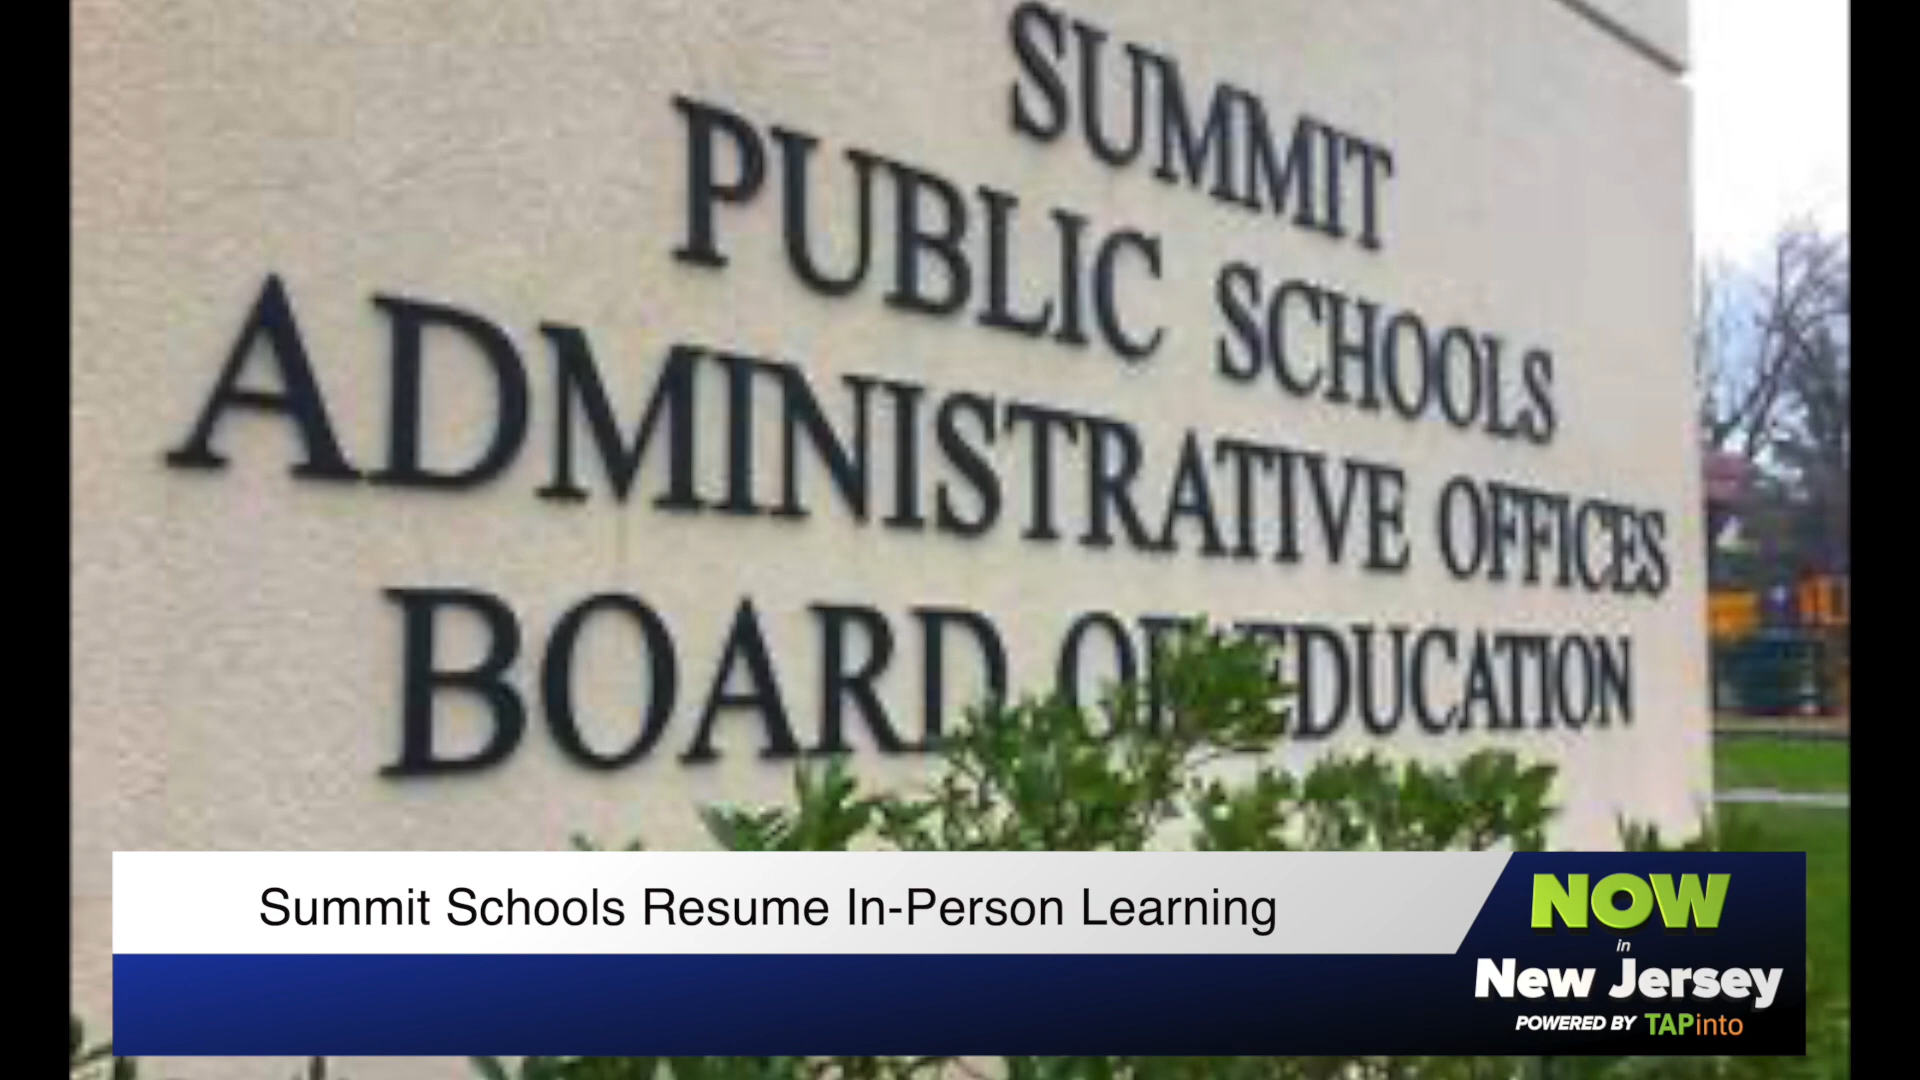 SUMMIT
PUBLIC SCHOOLS
ADMINISTRATIVE OFFICES
BOARD OF EDUCATION
Summit Schools Resume In-Person Learning
NOW
in
New Jersey
POWERED BY TAPinto